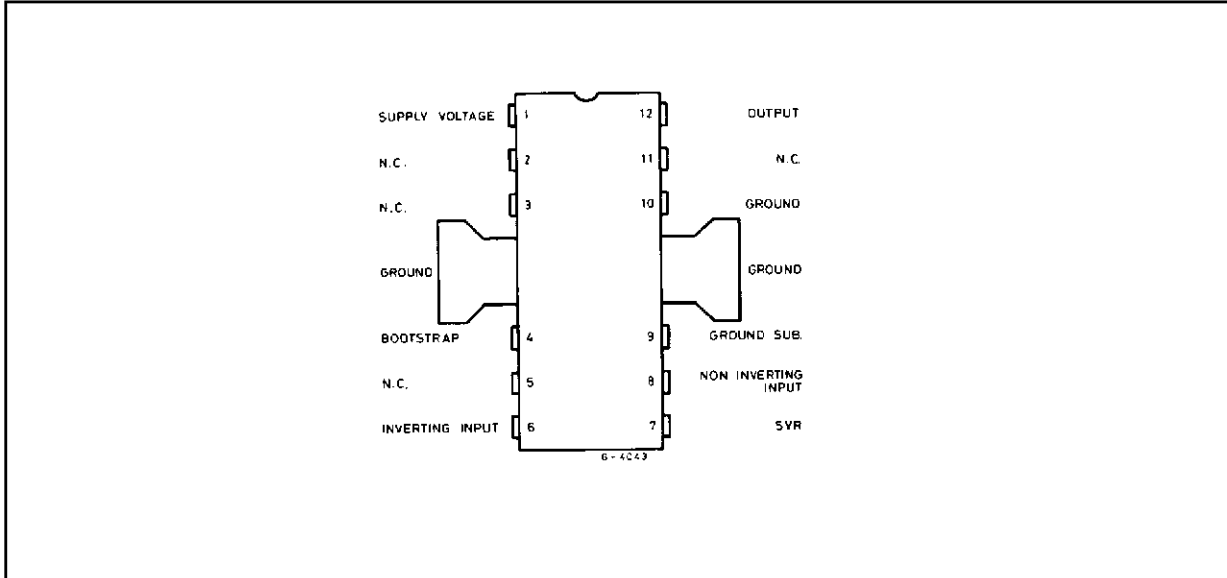 SUPPLY VOLTAGE 1 12 OUTPUT
N.C. 2 11 N.C.
N.C. 3 10 GROUND
GROUND GROUND
BOOTSTRAP 4 9 GROUND SUB.
N.C. 5 8 NON INVERTING
INPUT
INVERTING INPUT 6 7 SVR
G-4043